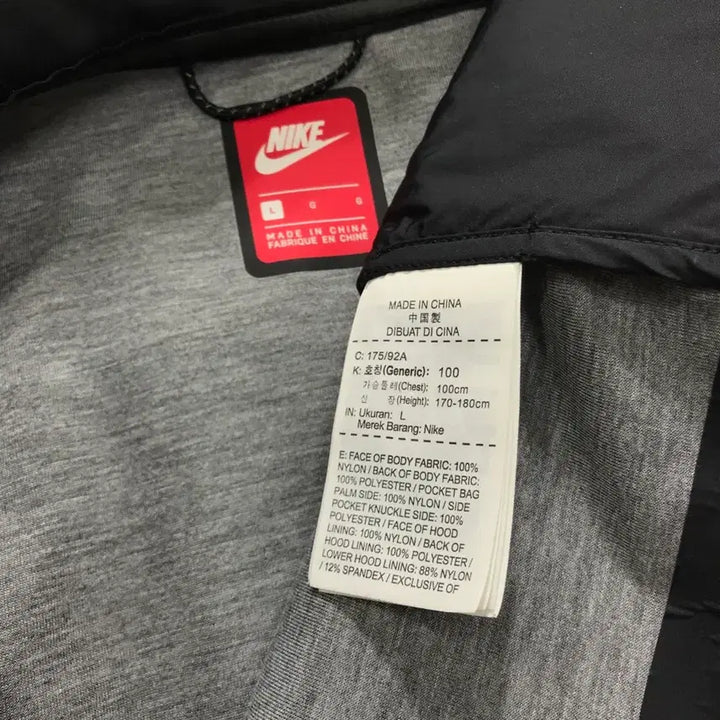 NIKE
L G G
MADE IN CHINA
FABRIQUÉ EN CHINE
MADE IN CHINA
中国製
DIBUAT DI CINA
C: 175/92A
K: 호칭(Generic): 100
가슴둘레(Chest): 100cm
신 장(Height): 170-180cm
IN: Ukuran: L
Merek Barang: Nike
E: FACE OF BODY FABRIC: 100%
NYLON / BACK OF BODY FABRIC:
100% POLYESTER / POCKET BAG
PALM SIDE: 100% NYLON / SIDE
POCKET KNUCKLE SIDE: 100%
POLYESTER / FACE OF HOOD
LINING: 100% NYLON / BACK OF
HOOD LINING: 100% POLYESTER /
LOWER HOOD LINING: 88% NYLON
/ 12% SPANDEX / EXCLUSIVE OF